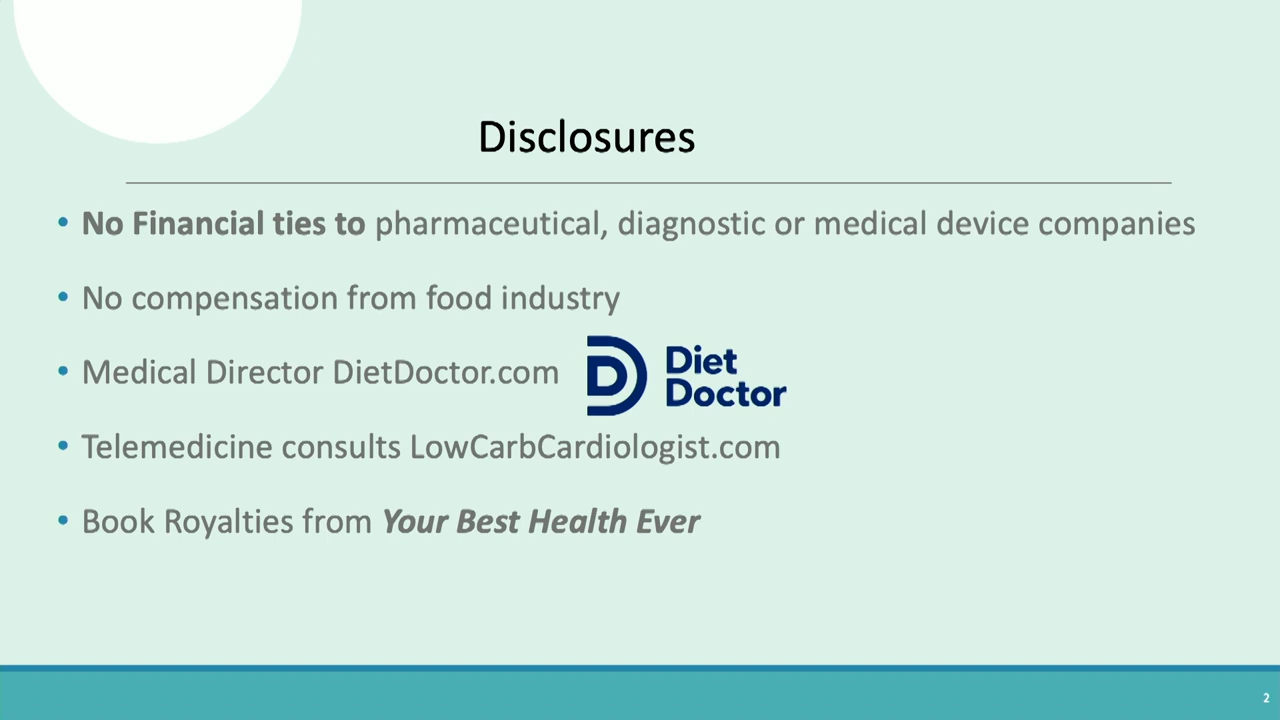 Disclosures
• No Financial ties to pharmaceutical, diagnostic or medical device companies
• No compensation from food industry
• Medical Director DietDoctor.com
Diet
Doctor
• Telemedicine consults LowCarbCardiologist.com
• Book Royalties from Your Best Health Ever
2